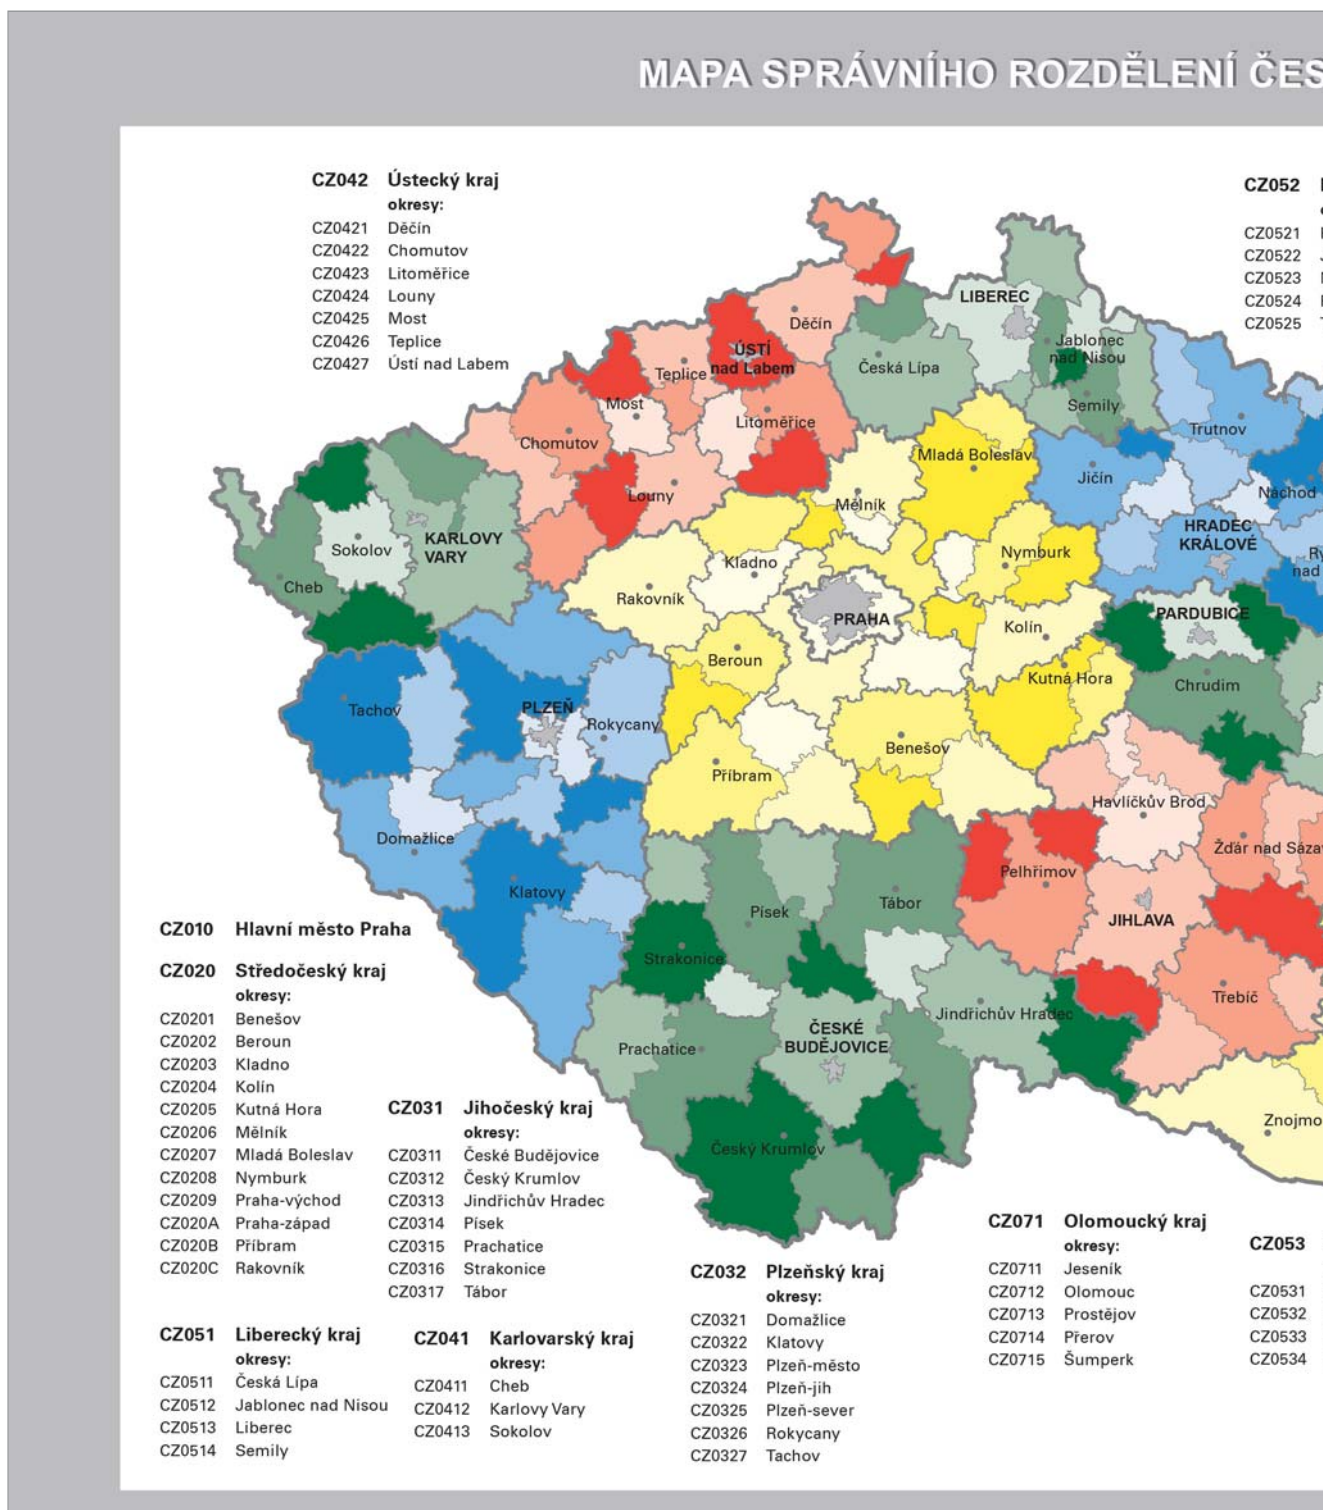 MAPA SPRÁVNÍHO ROZDĚLENÍ ČES
CZ042 Ústecký kraj
okresy:
CZ0421 Děčín
CZ0422 Chomutov
CZ0423 Litoměřice
CZ0424 Louny
CZ0425 Most
CZ0426 Teplice
CZ0427 Ústí nad Labem
CZ052
CZ0521
CZ0522
CZ0523
CZ0524
CZ0525
LIBEREC
Děčín
Jablonec
nad Nisou
ÚSTÍ
nad Labem
Teplice
Česká Lípa
Most
Semily
Litoměřice
Trutnov
Chomutov
Mladá Boleslav
Jičín
Louny
Mělník
Náchod
HRADEC
KRÁLOVÉ
KARLOVY
VARY
Sokolov
Nymburk
Kladno
nad
Cheb
Rakovník
PRAHA
PARDUBICE
Kolín
Beroun
Kutná Hora
Chrudim
Tachov
PLZEŇ
Rokycany
Benešov
Příbram
Havlíčkův Brod
Domažlice
Žďár nad Sáza
Pelhřimov
Klatovy
Tábor
Písek
JIHLAVA
Strakonice
Třebíč
Jindřichův Hradec
ČESKÉ
BUDĚJOVICE
Prachatice
Znojmo
Český Krumlov
CZ010 Hlavní město Praha
CZ020 Středočeský kraj
okresy:
CZ0201 Benešov
CZ0202 Beroun
CZ0203 Kladno
CZ0204 Kolín
CZ0205 Kutná Hora
CZ0206 Mělník
CZ0207 Mladá Boleslav
CZ0208 Nymburk
CZ0209 Praha-východ
CZ020A Praha-západ
CZ020B Příbram
CZ020C Rakovník
CZ031 Jihočeský kraj
okresy:
CZ0311 České Budějovice
CZ0312 Český Krumlov
CZ0313 Jindřichův Hradec
CZ0314 Písek
CZ0315 Prachatice
CZ0316 Strakonice
CZ0317 Tábor
CZ051 Liberecký kraj
okresy:
CZ0511 Česká Lípa
CZ0512 Jablonec nad Nisou
CZ0513 Liberec
CZ0514 Semily
CZ041 Karlovarský kraj
okresy:
CZ0411 Cheb
CZ0412 Karlovy Vary
CZ0413 Sokolov
CZ032 Plzeňský kraj
okresy:
CZ0321 Domažlice
CZ0322 Klatovy
CZ0323 Plzeň-město
CZ0324 Plzeň-jih
CZ0325 Plzeň-sever
CZ0326 Rokycany
CZ0327 Tachov
CZ071 Olomoucký kraj
okresy:
CZ0711 Jeseník
CZ0712 Olomouc
CZ0713 Prostějov
CZ0714 Přerov
CZ0715 Šumperk
CZ053
CZ0531
CZ0532
CZ0533
CZ0534